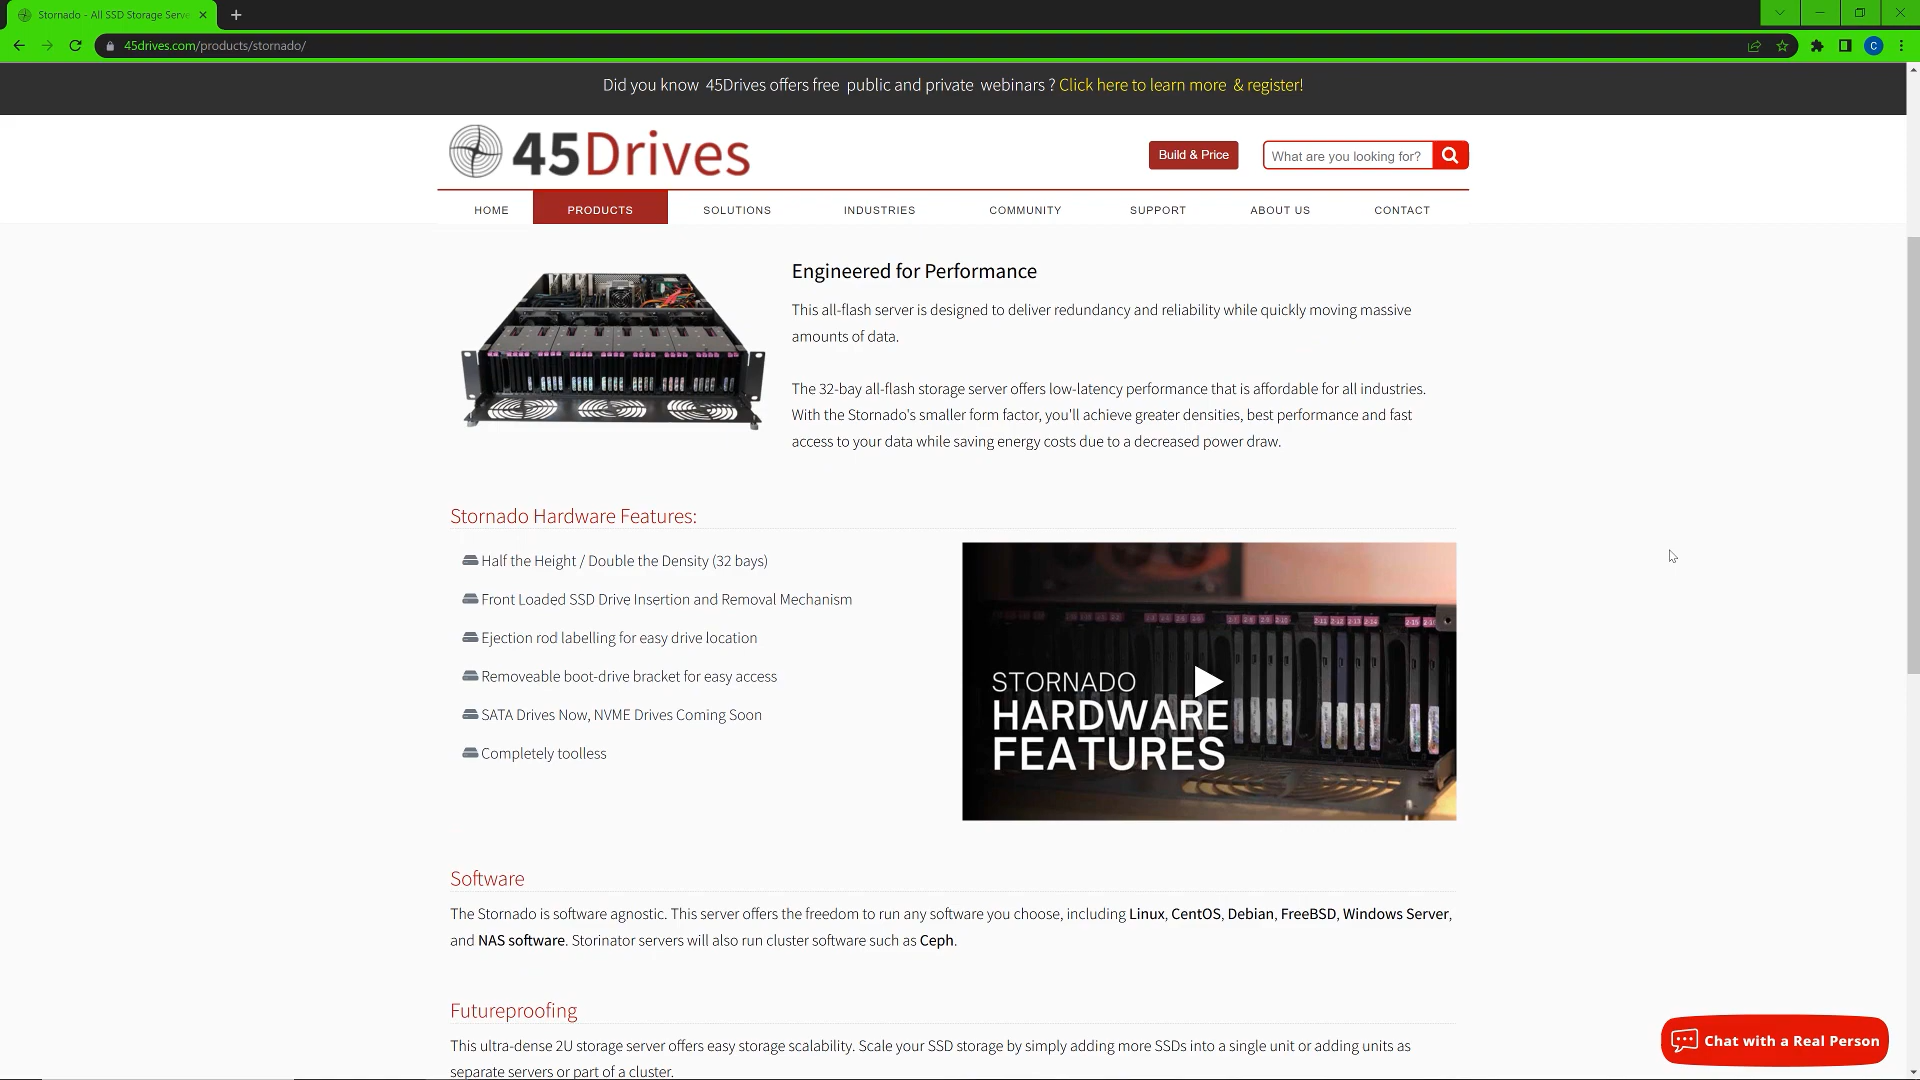 Stornado - All SSD Storage Serve
45drives.com/products/stornado/
C
Did you know 45Drives offers free public and private webinars ? Click here to learn more & register!
45Drives
Build & Price
What are you looking for?
HOME PRODUCTS SOLUTIONS INDUSTRIES COMMUNITY SUPPORT ABOUT US CONTACT
Engineered for Performance
This all-flash server is designed to deliver redundancy and reliability while quickly moving massive
amounts of data.
The 32-bay all-flash storage server offers low-latency performance that is affordable for all industries.
With the Stornado's smaller form factor, you'll achieve greater densities, best performance and fast
access to your data while saving energy costs due to a decreased power draw.
Stornado Hardware Features:
Half the Height / Double the Density (32 bays)
Front Loaded SSD Drive Insertion and Removal Mechanism
Ejection rod labelling for easy drive location
Removeable boot-drive bracket for easy access
SATA Drives Now, NVME Drives Coming Soon
Completely toolless
STORNADO
HARDWARE
FEATURES
Software
The Stornado is software agnostic. This server offers the freedom to run any software you choose, including Linux, CentOS, Debian, FreeBSD, Windows Server,
and NAS software. Storinator servers will also run cluster software such as Ceph.
Futureproofing
This ultra-dense 2U storage server offers easy storage scalability. Scale your SSD storage by simply adding more SSDs into a single unit or adding units as
separate servers or part of a cluster.
Chat with a Real Person